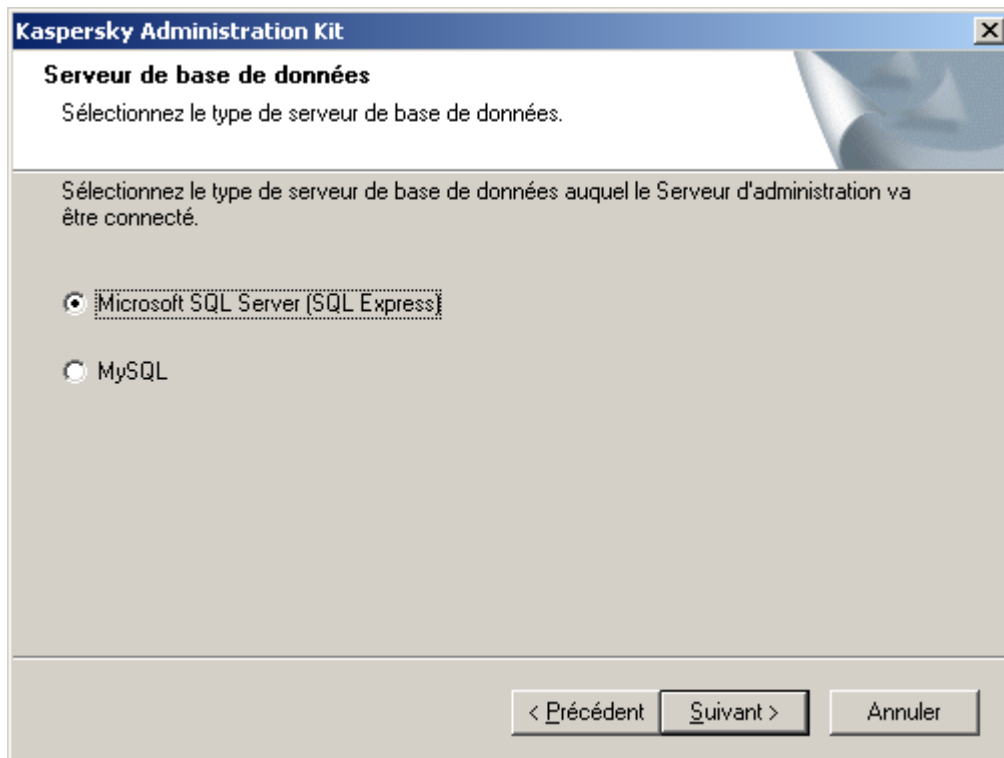 Kaspersky Administration Kit
Serveur de base de données
Sélectionnez le type de serveur de base de données.
Sélectionnez le type de serveur de base de données auquel le Serveur d'administration va
être connecté.
Microsoft SQL Server (SQL Express)
MySQL
< Précédent Suivant > Annuler